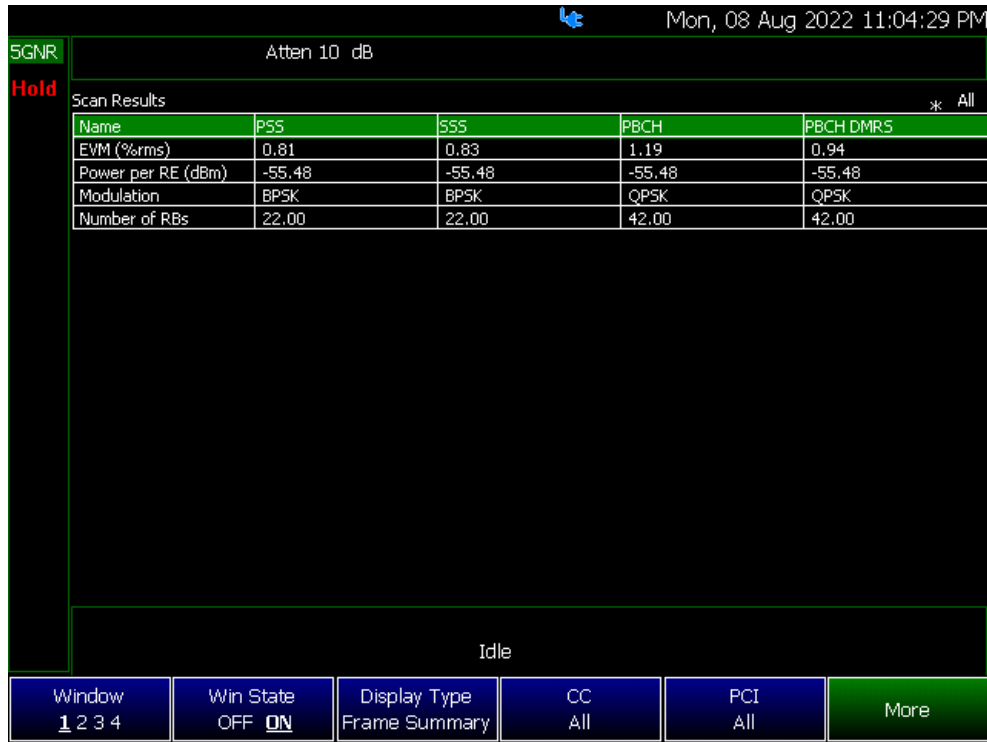 Mon, 08 Aug 2022 11:04:29 PM
5GNR Atten 10 dB
Hold
Scan Results * All
Name PSS SSS PBCH PBCH DMRS
EVM (%rms) 0.81 0.83 1.19 0.94
Power per RE (dBm) -55.48 -55.48 -55.48 -55.48
Modulation BPSK BPSK QPSK QPSK
Number of RBs 22.00 22.00 42.00 42.00
Idle
Window Win State Display Type CC PCI More
1 2 3 4 OFF ON Frame Summary All All